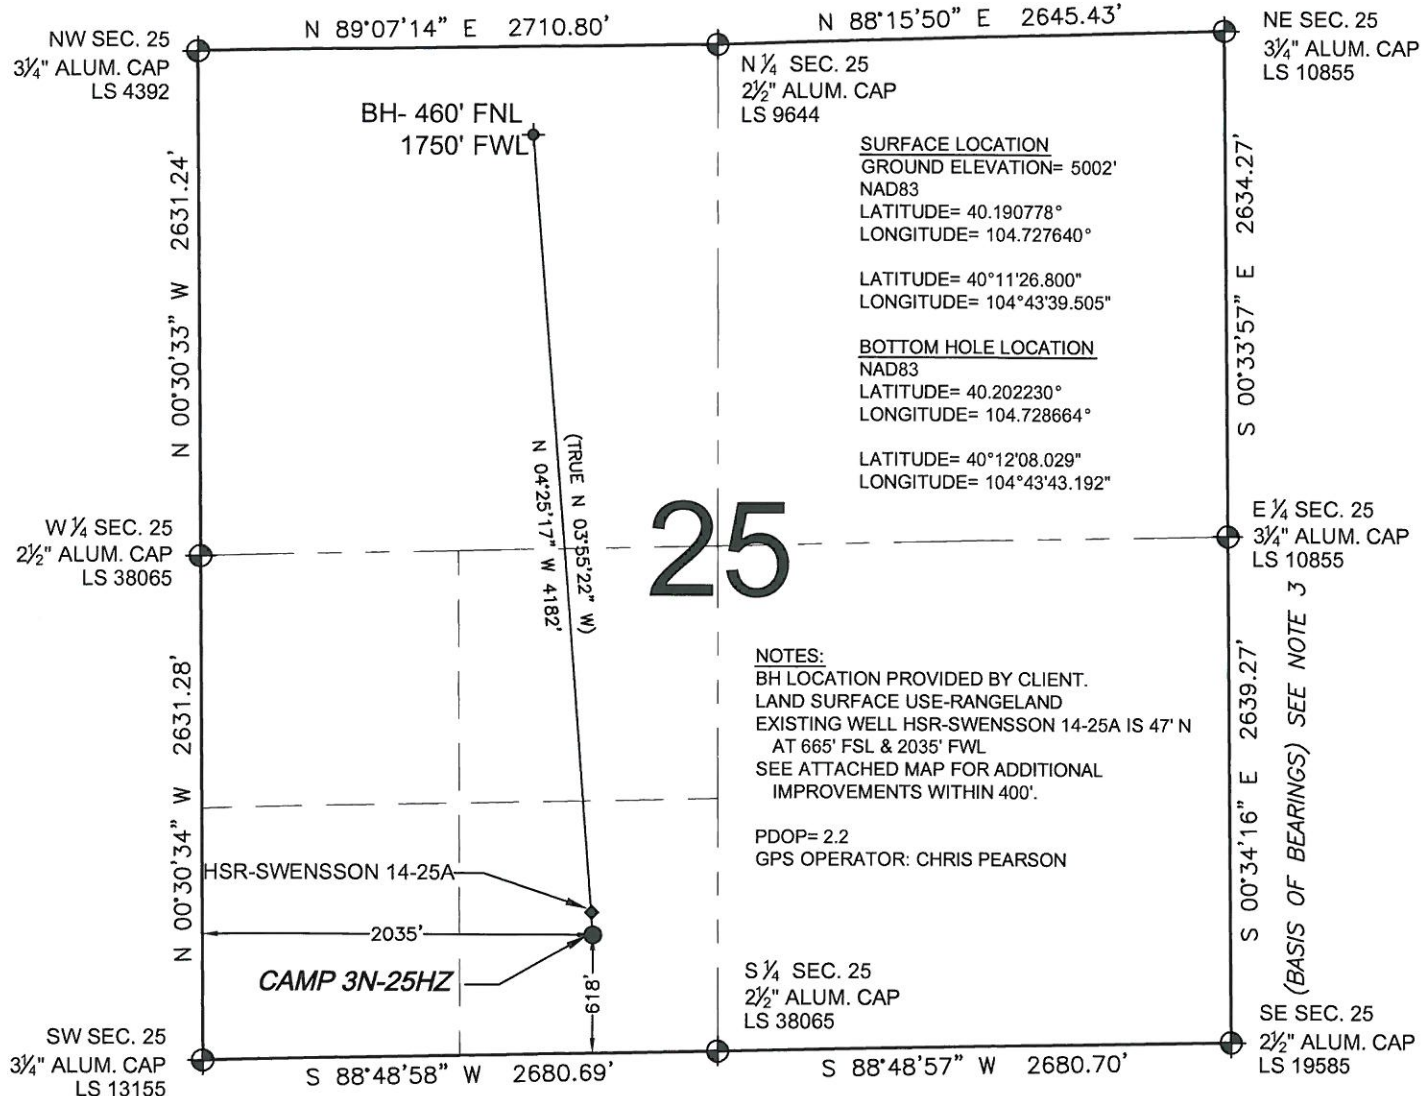 N 89°07'14" E 2710.80'
N 88°15'50" E 2645.43'
NW SEC. 25
3¼" ALUM. CAP
LS 4392
N ¼ SEC. 25
2½" ALUM. CAP
LS 9644
NE SEC. 25
3¼" ALUM. CAP
LS 10855
BH- 460' FNL
1750' FWL
SURFACE LOCATION
GROUND ELEVATION= 5002'
NAD83
LATITUDE= 40.190778°
LONGITUDE= 104.727640°
LATITUDE= 40°11'26.800"
LONGITUDE= 104°43'39.505"
BOTTOM HOLE LOCATION
NAD83
LATITUDE= 40.202230°
LONGITUDE= 104.728664°
LATITUDE= 40°12'08.029"
LONGITUDE= 104°43'43.192"
N 00°30'33" W 2631.24'
S 00°33'57" E 2634.27'
(TRUE N 03°55'22" W)
N 04°25'17" W 4182'
25
W ¼ SEC. 25
2½" ALUM. CAP
LS 38065
E ¼ SEC. 25
3¼" ALUM. CAP
LS 10855
NOTES:
BH LOCATION PROVIDED BY CLIENT.
LAND SURFACE USE-RANGELAND
EXISTING WELL HSR-SWENSSON 14-25A IS 47' N
AT 665' FSL & 2035' FWL
SEE ATTACHED MAP FOR ADDITIONAL
IMPROVEMENTS WITHIN 400'.
PDOP= 2.2
GPS OPERATOR: CHRIS PEARSON
N 00°30'34" W 2631.28'
S 00°34'16" E 2639.27'
(BASIS OF BEARINGS) SEE NOTE 3
HSR-SWENSSON 14-25A
2035'
CAMP 3N-25HZ
618'
SW SEC. 25
3¼" ALUM. CAP
LS 13155
S ¼ SEC. 25
2½" ALUM. CAP
LS 38065
SE SEC. 25
2½" ALUM. CAP
LS 19585
S 88°48'58" W 2680.69'
S 88°48'57" W 2680.70'